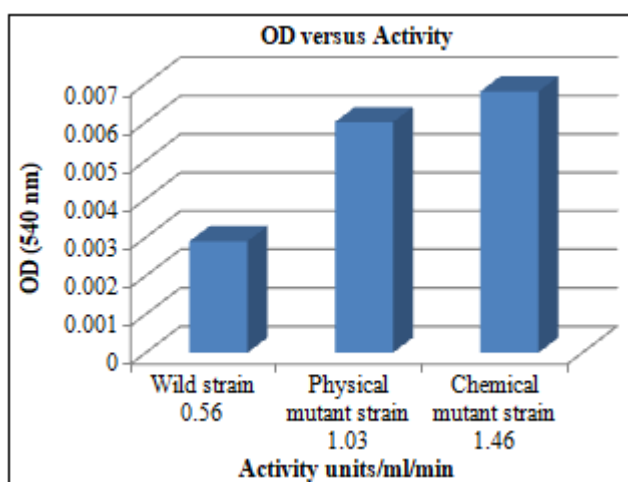 OD versus Activity
0.007
0.006
0.005
0.004
0.003
0.002
0.001
0
OD (540 nm)
Wild strain
0.56
Physical
mutant strain
1.03
Chemical
mutant strain
1.46
Activity units/ml/min